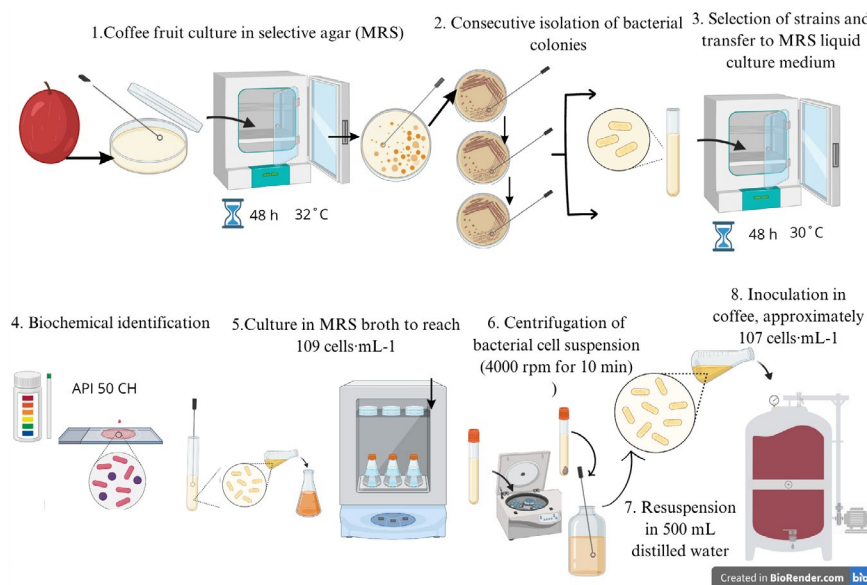 1.Coffee fruit culture in selective agar (MRS)
48 h 32°C
2. Consecutive isolation of bacterial
colonies
3. Selection of strains and
transfer to MRS liquid
culture medium
48 h 30°C
4. Biochemical identification
API 50 CH
5.Culture in MRS broth to reach
109 cells·mL-1
6. Centrifugation of
bacterial cell suspension
(4000 rpm for 10 min)
)
7. Resuspension
in 500 mL
distilled water
8. Inoculation in
coffee, approximately
107 cells·mL-1
Created in BioRender.com bio